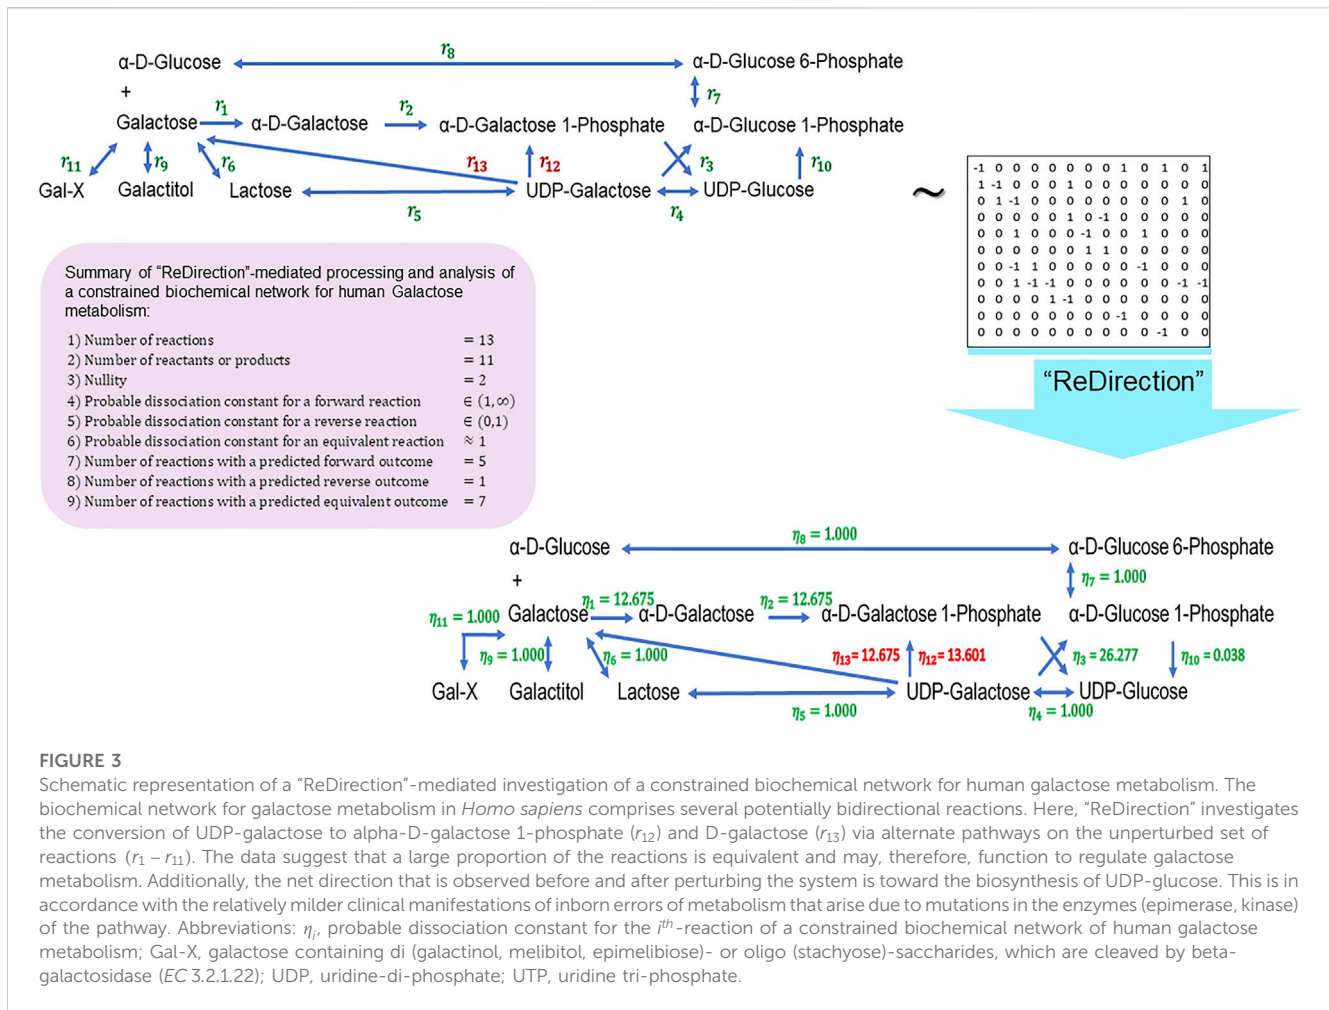 r8
α-D-Glucose
α-D-Glucose 6-Phosphate
+
r7
r1
r2
Galactose
α-D-Galactose
α-D-Galactose 1-Phosphate
α-D-Glucose 1-Phosphate
r11
r9
r6
r13
r12
r3
r10
Gal-X
Galactitol
Lactose
UDP-Galactose
UDP-Glucose
r5
r4
~
-1 0 0 0 0 0 0 0 1 0 1 0 1
1 -1 0 0 0 1 0 0 0 0 0 0 0
0 1 -1 0 0 0 0 0 0 0 0 1 0
0 0 0 0 0 1 0 -1 0 0 0 0 0
0 0 1 0 0 0 -1 0 0 1 0 0 0
0 0 0 0 0 0 1 1 0 0 0 0 0
0 0 -1 1 0 0 0 0 0 -1 0 0 0
0 0 1 -1 -1 0 0 0 0 0 0 -1 -1
0 0 0 0 1 -1 0 0 0 0 0 0 0
0 0 0 0 0 0 0 0 -1 0 0 0 0
0 0 0 0 0 0 0 0 0 0 -1 0 0
"ReDirection"
Summary of "ReDirection"-mediated processing and analysis of
a constrained biochemical network for human Galactose
metabolism:
1) Number of reactions = 13
2) Number of reactants or products = 11
3) Nullity = 2
4) Probable dissociation constant for a forward reaction ∈ (1,∞)
5) Probable dissociation constant for a reverse reaction ∈ (0,1)
6) Probable dissociation constant for an equivalent reaction ≈ 1
7) Number of reactions with a predicted forward outcome = 5
8) Number of reactions with a predicted reverse outcome = 1
9) Number of reactions with a predicted equivalent outcome = 7
η8 = 1.000
α-D-Glucose
α-D-Glucose 6-Phosphate
+
η7 = 1.000
η1 = 12.675
η2 = 12.675
η11 = 1.000
Galactose
α-D-Galactose
α-D-Galactose 1-Phosphate
α-D-Glucose 1-Phosphate
η9 = 1.000
η6 = 1.000
η13 = 12.675
η12 = 13.601
η3 = 26.277
η10 = 0.038
Gal-X
Galactitol
Lactose
UDP-Galactose
UDP-Glucose
η5 = 1.000
η4 = 1.000
FIGURE 3
Schematic representation of a "ReDirection"-mediated investigation of a constrained biochemical network for human galactose metabolism. The
biochemical network for galactose metabolism in Homo sapiens comprises several potentially bidirectional reactions. Here, "ReDirection" investigates
the conversion of UDP-galactose to alpha-D-galactose 1-phosphate (r12) and D-galactose (r13) via alternate pathways on the unperturbed set of
reactions (r1 – r11). The data suggest that a large proportion of the reactions is equivalent and may, therefore, function to regulate galactose
metabolism. Additionally, the net direction that is observed before and after perturbing the system is toward the biosynthesis of UDP-glucose. This is in
accordance with the relatively milder clinical manifestations of inborn errors of metabolism that arise due to mutations in the enzymes (epimerase, kinase)
of the pathway. Abbreviations: ηi, probable dissociation constant for the ith-reaction of a constrained biochemical network of human galactose
metabolism; Gal-X, galactose containing di (galactinol, melibitol, epimelibiose)- or oligo (stachyose)-saccharides, which are cleaved by beta-
galactosidase (EC 3.2.1.22); UDP, uridine-di-phosphate; UTP, uridine tri-phosphate.